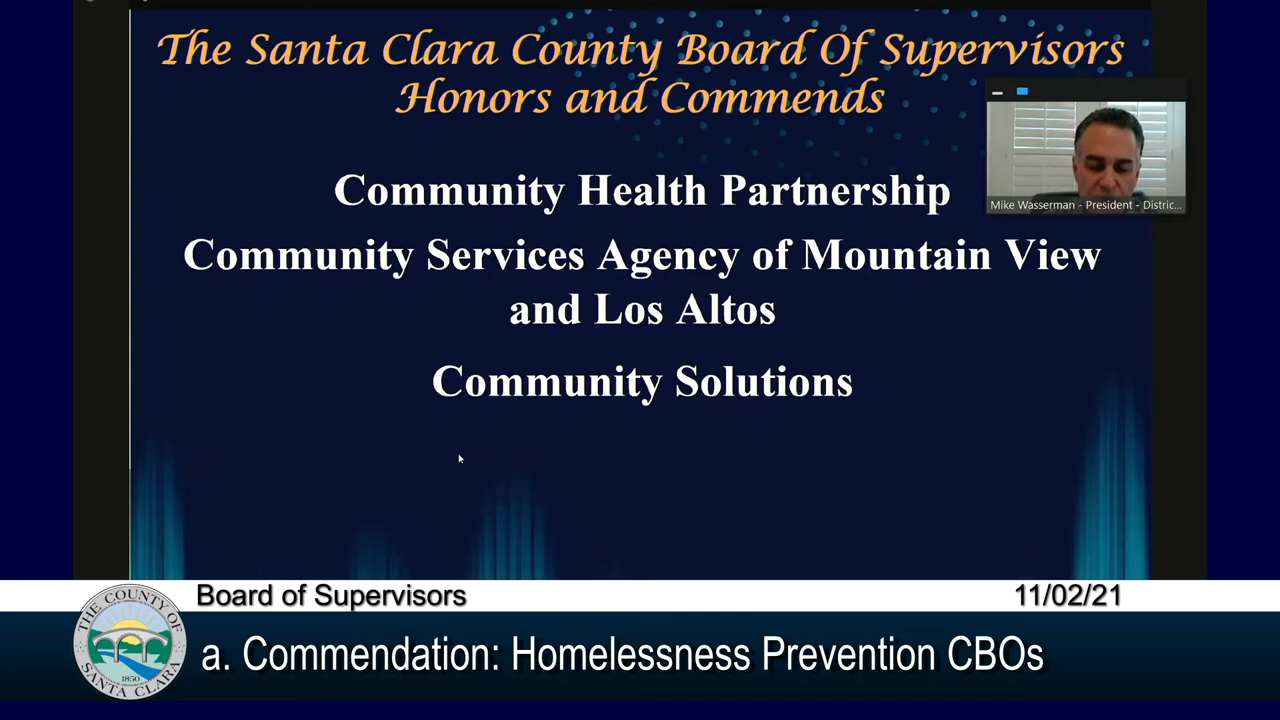 The Santa Clara County Board Of Supervisors
Honors and Commends
Community Health Partnership
Mike Wasserman - President - Distric...
Community Services Agency of Mountain View
and Los Altos
Community Solutions
Board of Supervisors
11/02/21
THE COUNTY OF
SANTA CLARA
1850
a. Commendation: Homelessness Prevention CBOs